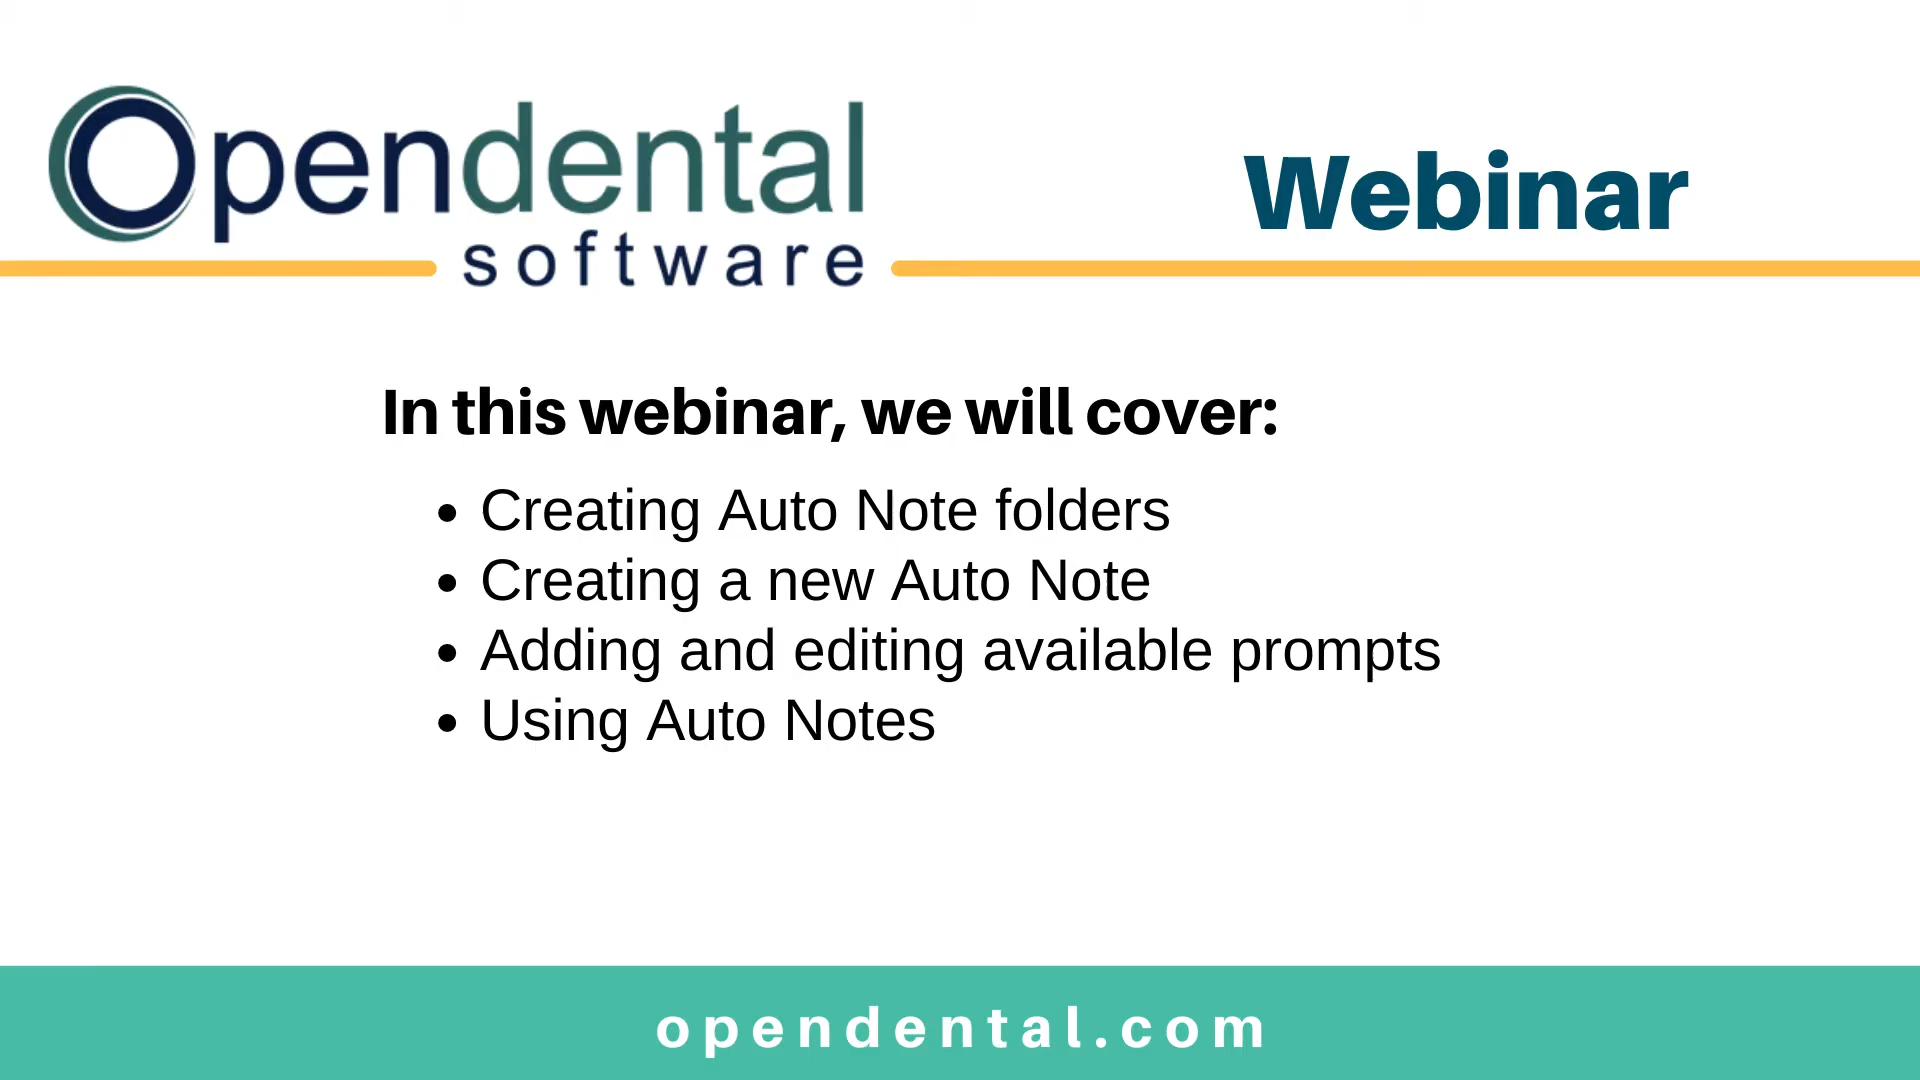 Opendental
software
Webinar
In this webinar, we will cover:
• Creating Auto Note folders
• Creating a new Auto Note
• Adding and editing available prompts
• Using Auto Notes
opendental.com